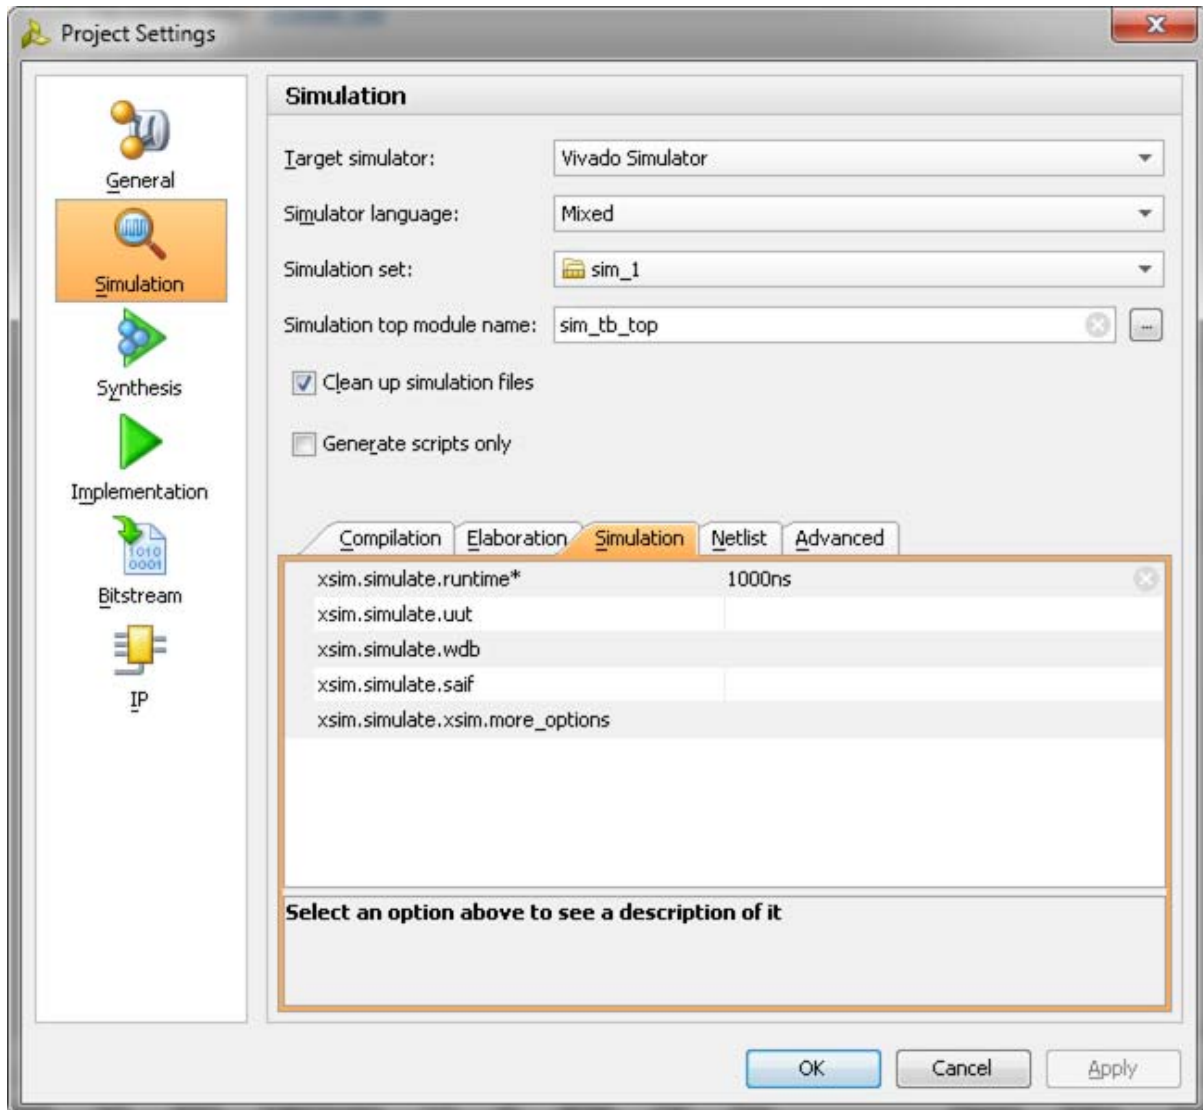 Project Settings
General
Simulation
Synthesis
Implementation
1010
0001
Bitstream
IP
Simulation
Target simulator: Vivado Simulator
Simulator language: Mixed
Simulation set: sim_1
Simulation top module name: sim_tb_top ...
Clean up simulation files
Generate scripts only
Compilation Elaboration Simulation Netlist Advanced
xsim.simulate.runtime* 1000ns
xsim.simulate.uut
xsim.simulate.wdb
xsim.simulate.saif
xsim.simulate.xsim.more_options
Select an option above to see a description of it
OK Cancel Apply